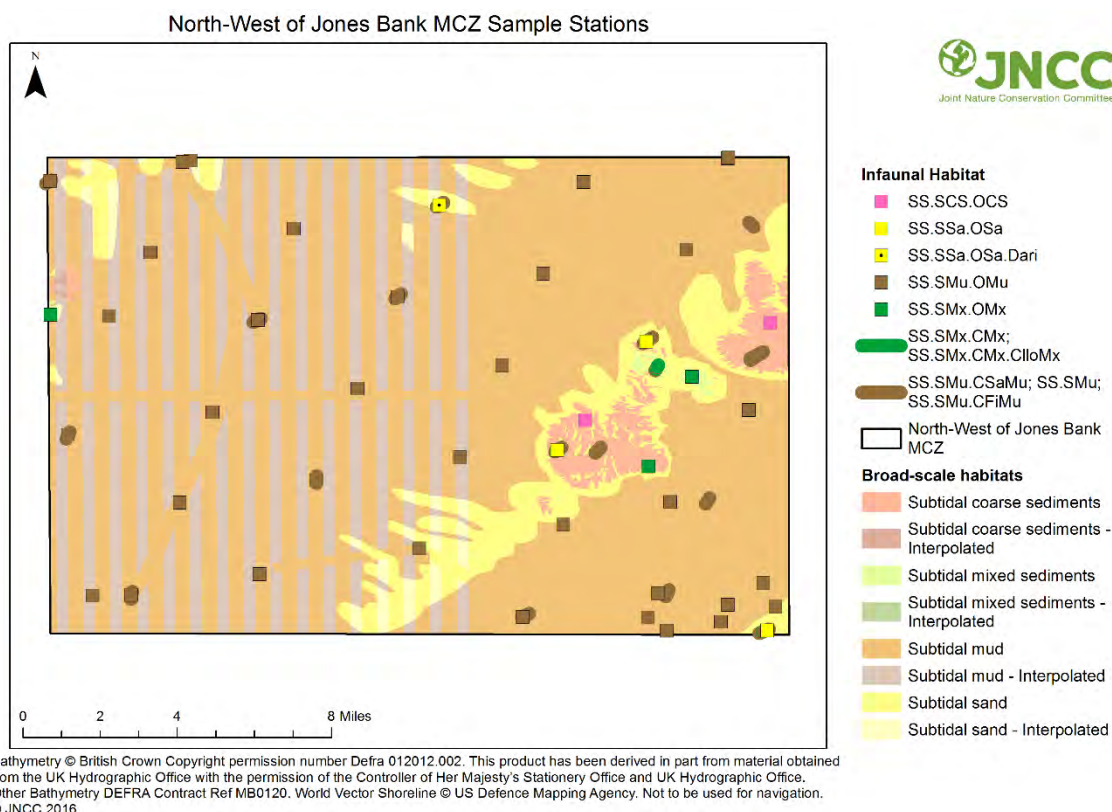 North-West of Jones Bank MCZ Sample Stations
N
JNCC
Joint Nature Conservation Committee
Infaunal Habitat
SS.SCS.OCS
SS.SSa.OSa
SS.SSa.OSa.Dari
SS.SMu.OMu
SS.SMx.OMx
SS.SMx.CMx;
SS.SMx.CMx.ClloMx
SS.SMu.CSaMu; SS.SMu;
SS.SMu.CFiMu
North-West of Jones Bank
MCZ
Broad-scale habitats
Subtidal coarse sediments
Subtidal coarse sediments -
Interpolated
Subtidal mixed sediments
Subtidal mixed sediments -
Interpolated
Subtidal mud
Subtidal mud - Interpolated
Subtidal sand
Subtidal sand - Interpolated
0 2 4 8 Miles
athymetry © British Crown Copyright permission number Defra 012012.002. This product has been derived in part from material obtained
om the UK Hydrographic Office with the permission of the Controller of Her Majesty's Stationery Office and UK Hydrographic Office.
ther Bathymetry DEFRA Contract Ref MB0120. World Vector Shoreline © US Defence Mapping Agency. Not to be used for navigation.
JNCC 2016